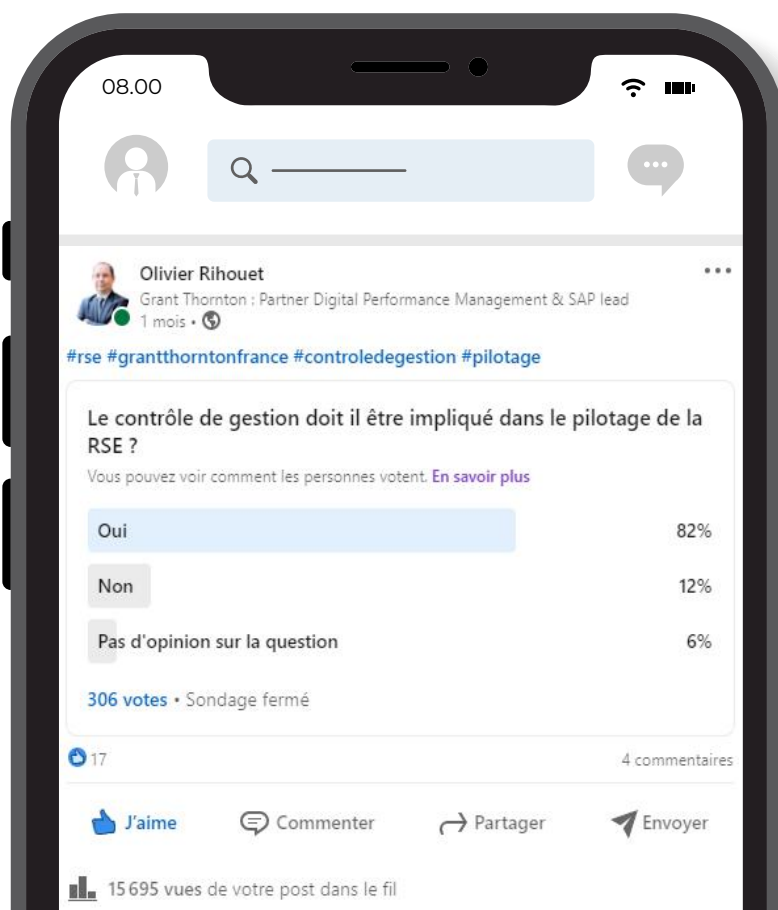 08.00
Olivier Rihouet
Grant Thornton : Partner Digital Performance Management & SAP lead
1 mois •
#rse #grantthorntonfrance #controledegestion #pilotage
Le contrôle de gestion doit il être impliqué dans le pilotage de la
RSE ?
Vous pouvez voir comment les personnes votent. En savoir plus
Oui 82%
Non 12%
Pas d'opinion sur la question 6%
306 votes • Sondage fermé
17 4 commentaires
J'aime Commenter Partager Envoyer
15 695 vues de votre post dans le fil